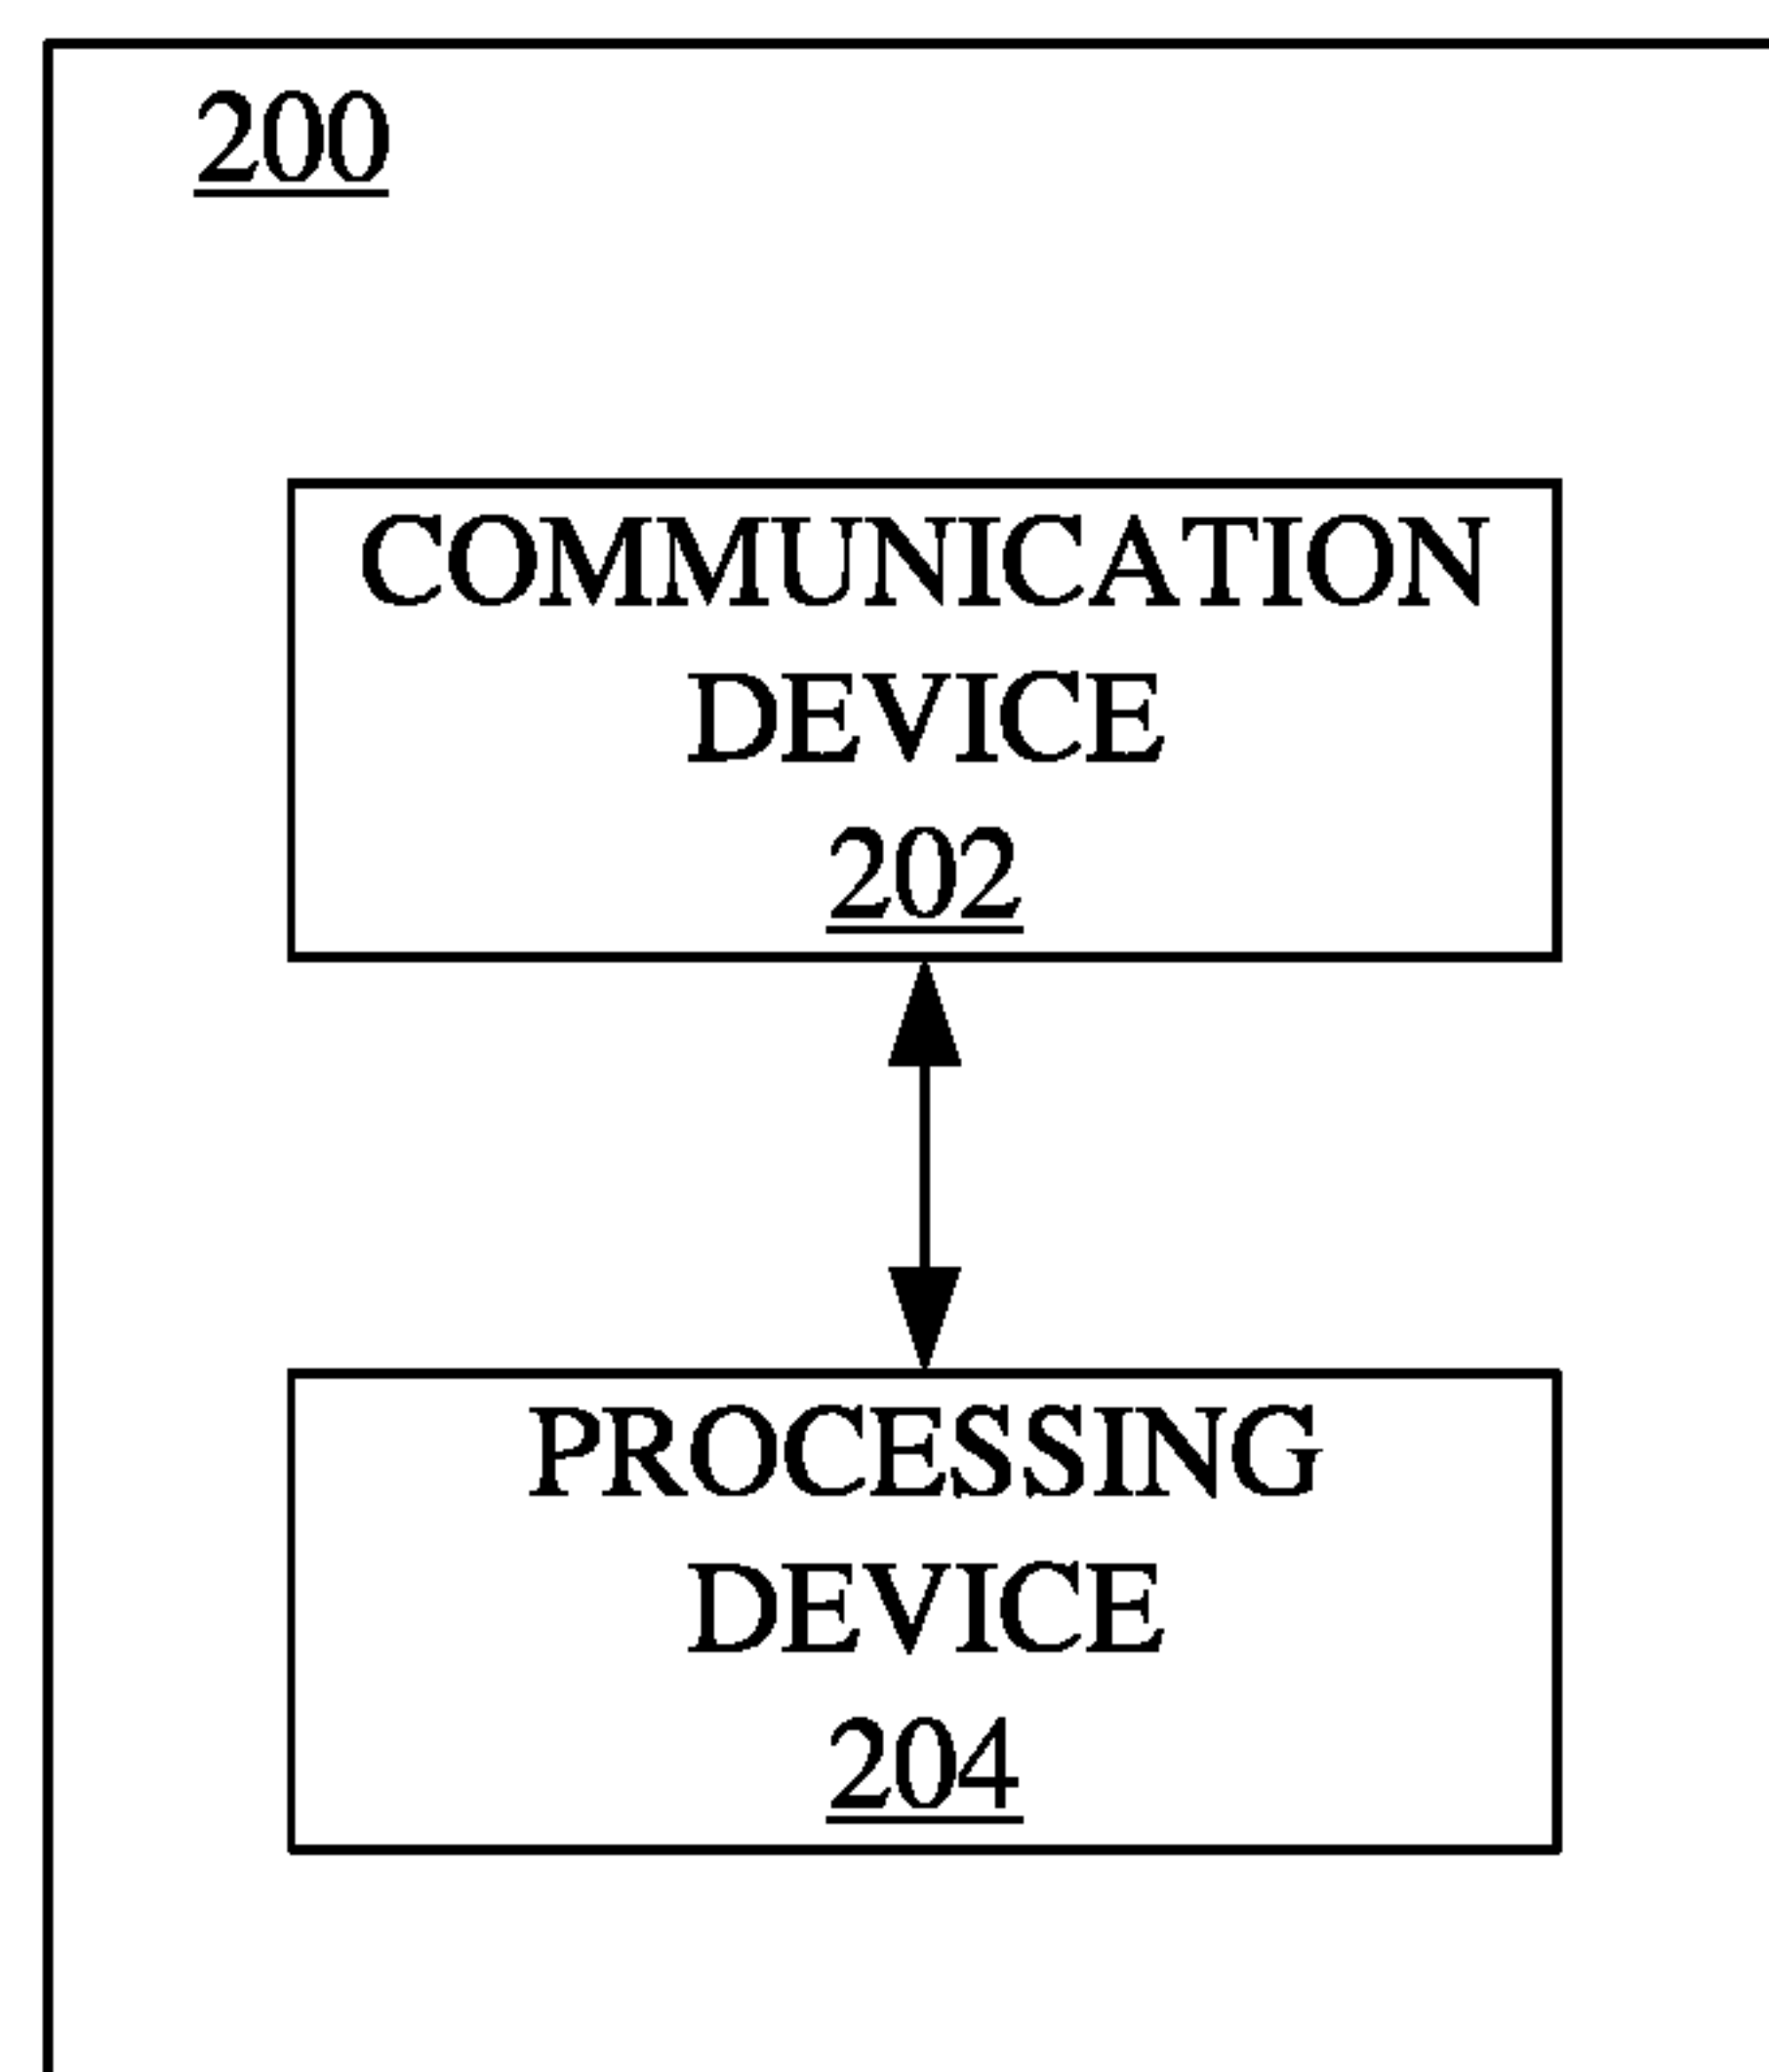 200
COMMUNICATION
DEVICE
202
PROCESSING
DEVICE
204